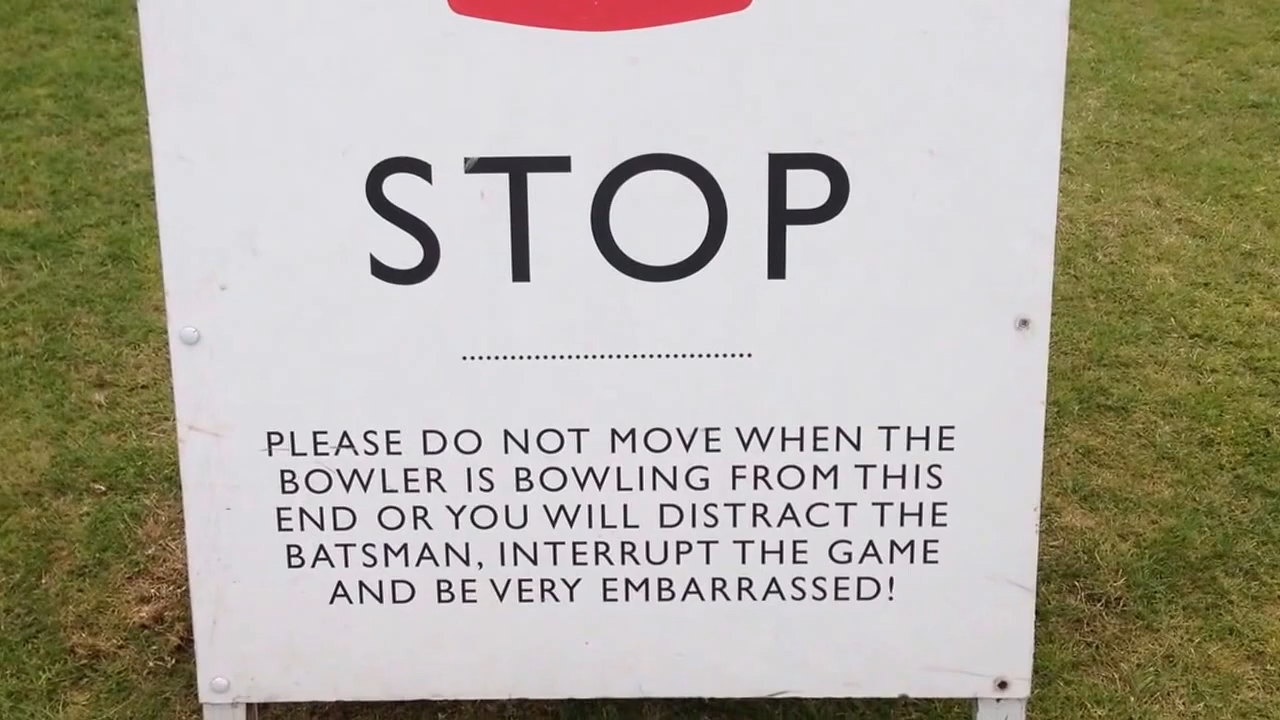 STOP
PLEASE DO NOT MOVE WHEN THE
BOWLER IS BOWLING FROM THIS
END OR YOU WILL DISTRACT THE
BATSMAN, INTERRUPT THE GAME
AND BE VERY EMBARRASSED!